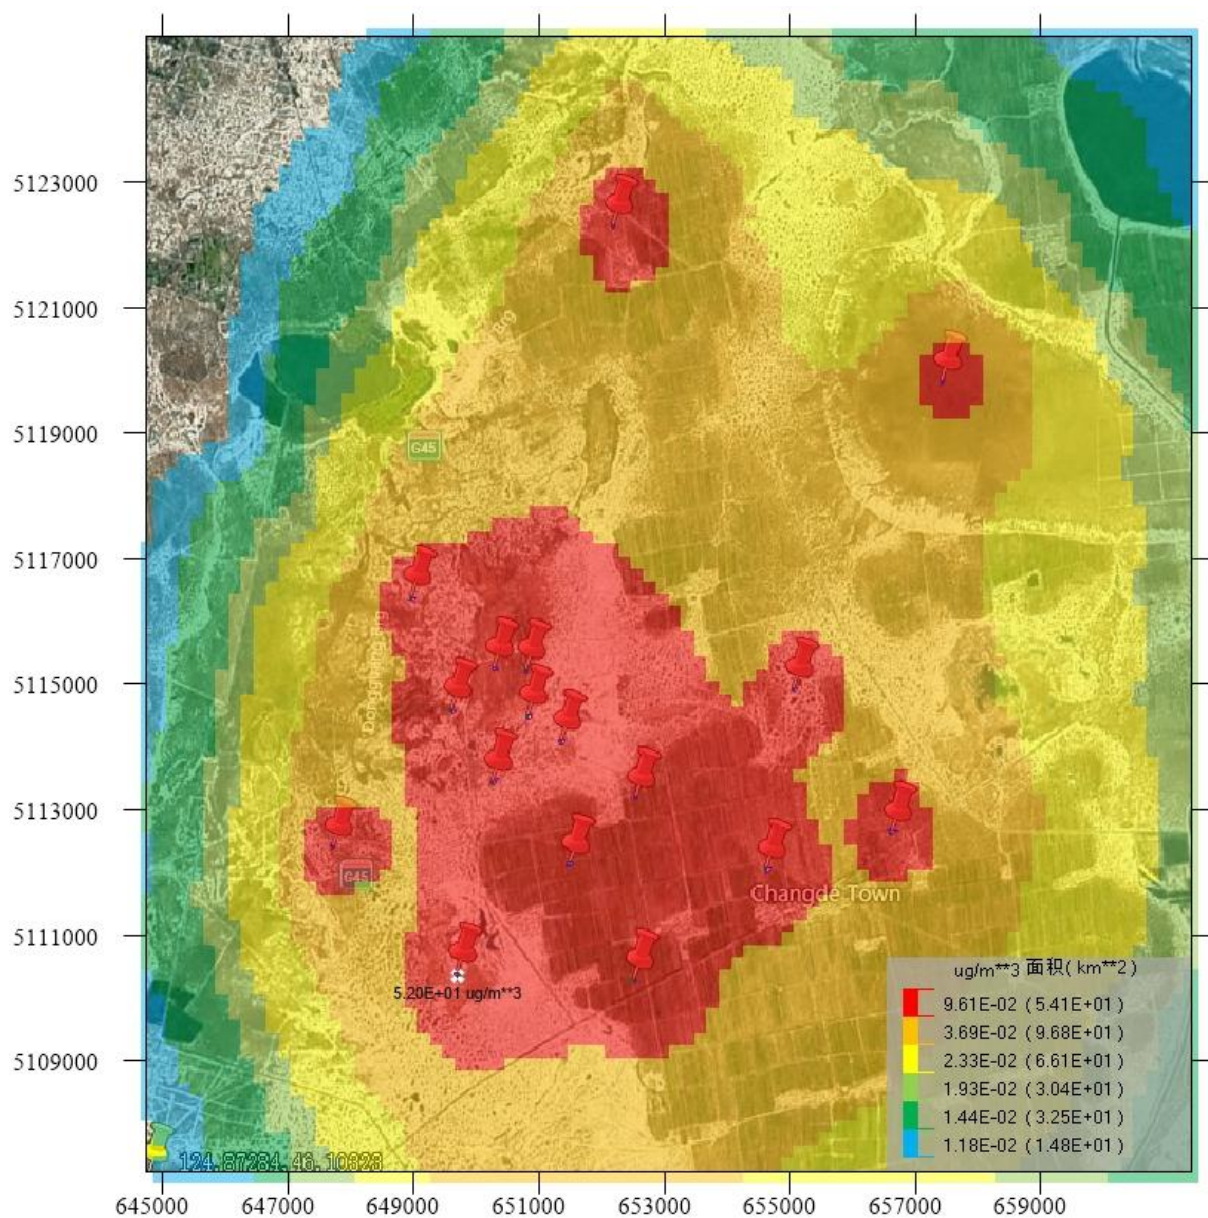 5123000
5121000
5119000
G45
5117000
5115000
5113000
G45
Changde Town
5111000
5.20E+01 ug/m**3
ug/m**3 面积(km**2)
9.61E-02 (5.41E+01)
3.69E-02 (9.68E+01)
2.33E-02 (6.61E+01)
1.93E-02 (3.04E+01)
1.44E-02 (3.25E+01)
1.18E-02 (1.48E+01)
5109000
124.87284,46.10328
645000 647000 649000 651000 653000 655000 657000 659000